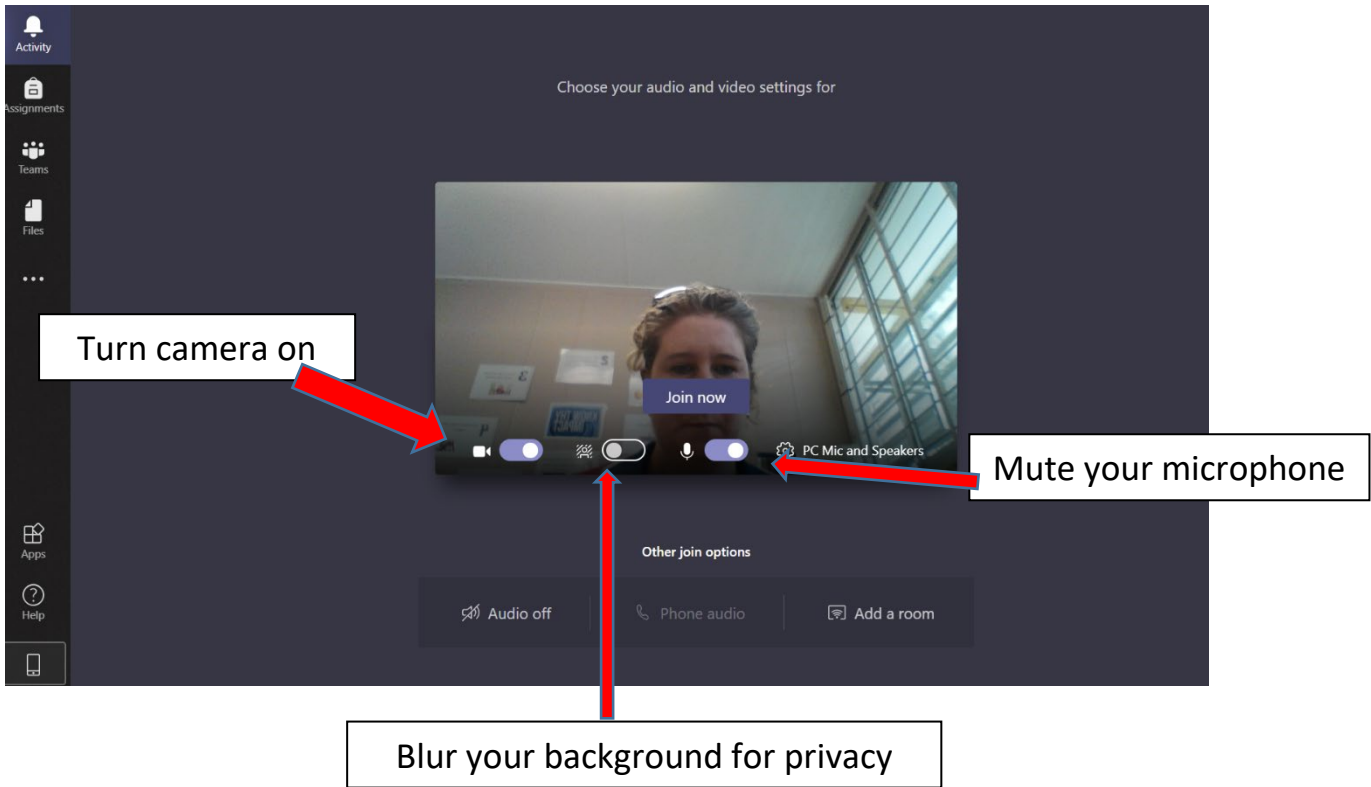 Activity
Assignments
Teams
Files
Choose your audio and video settings for
Turn camera on
Join now
PC Mic and Speakers
Mute your microphone
Other join options
Audio off
Phone audio
Add a room
Apps
Help
Blur your background for privacy